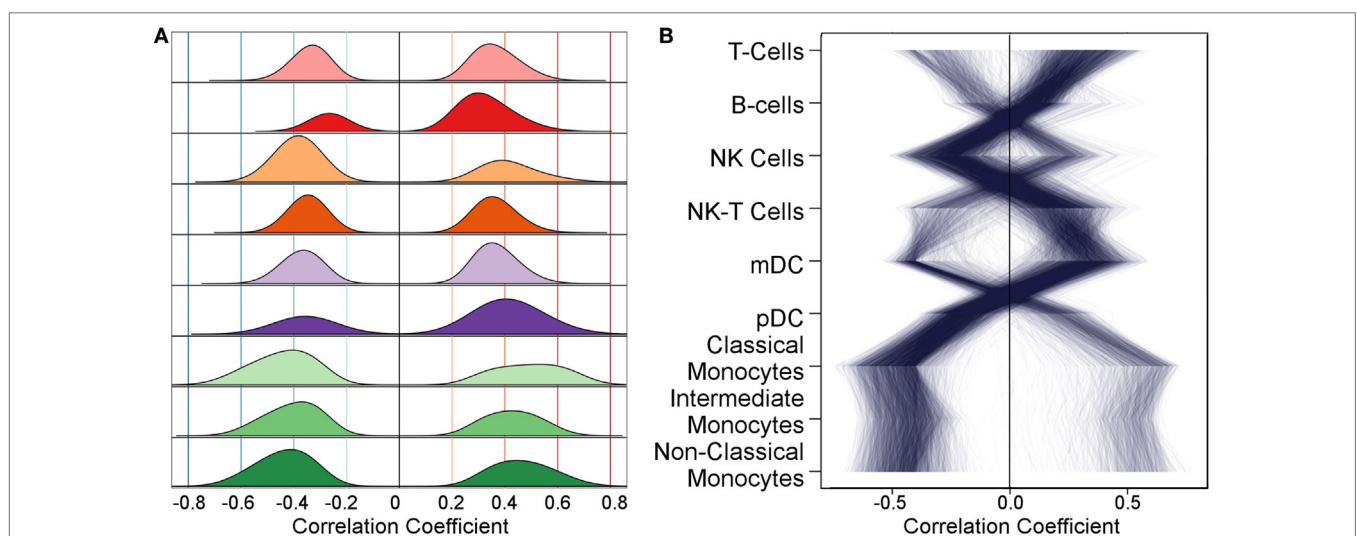 A
-0.8 -0.6 -0.4 -0.2 0 0.2 0.4 0.6 0.8
Correlation Coefficient
B
T-Cells
B-cells
NK Cells
NK-T Cells
mDC
pDC
Classical
Monocytes
Intermediate
Monocytes
Non-Classical
Monocytes
-0.5 0.0 0.5
Correlation Coefficient